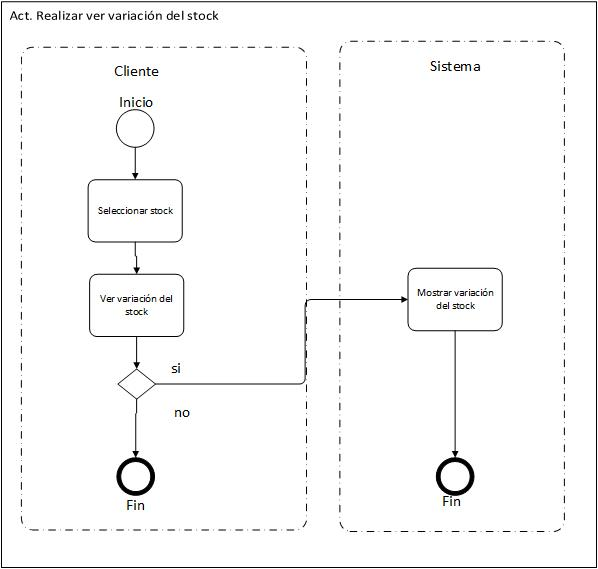 Act. Realizar ver variación del stock
Cliente
Sistema
Inicio
Seleccionar stock
Ver variación del
stock
Mostrar variación
del stock
si
no
Fin
Fin